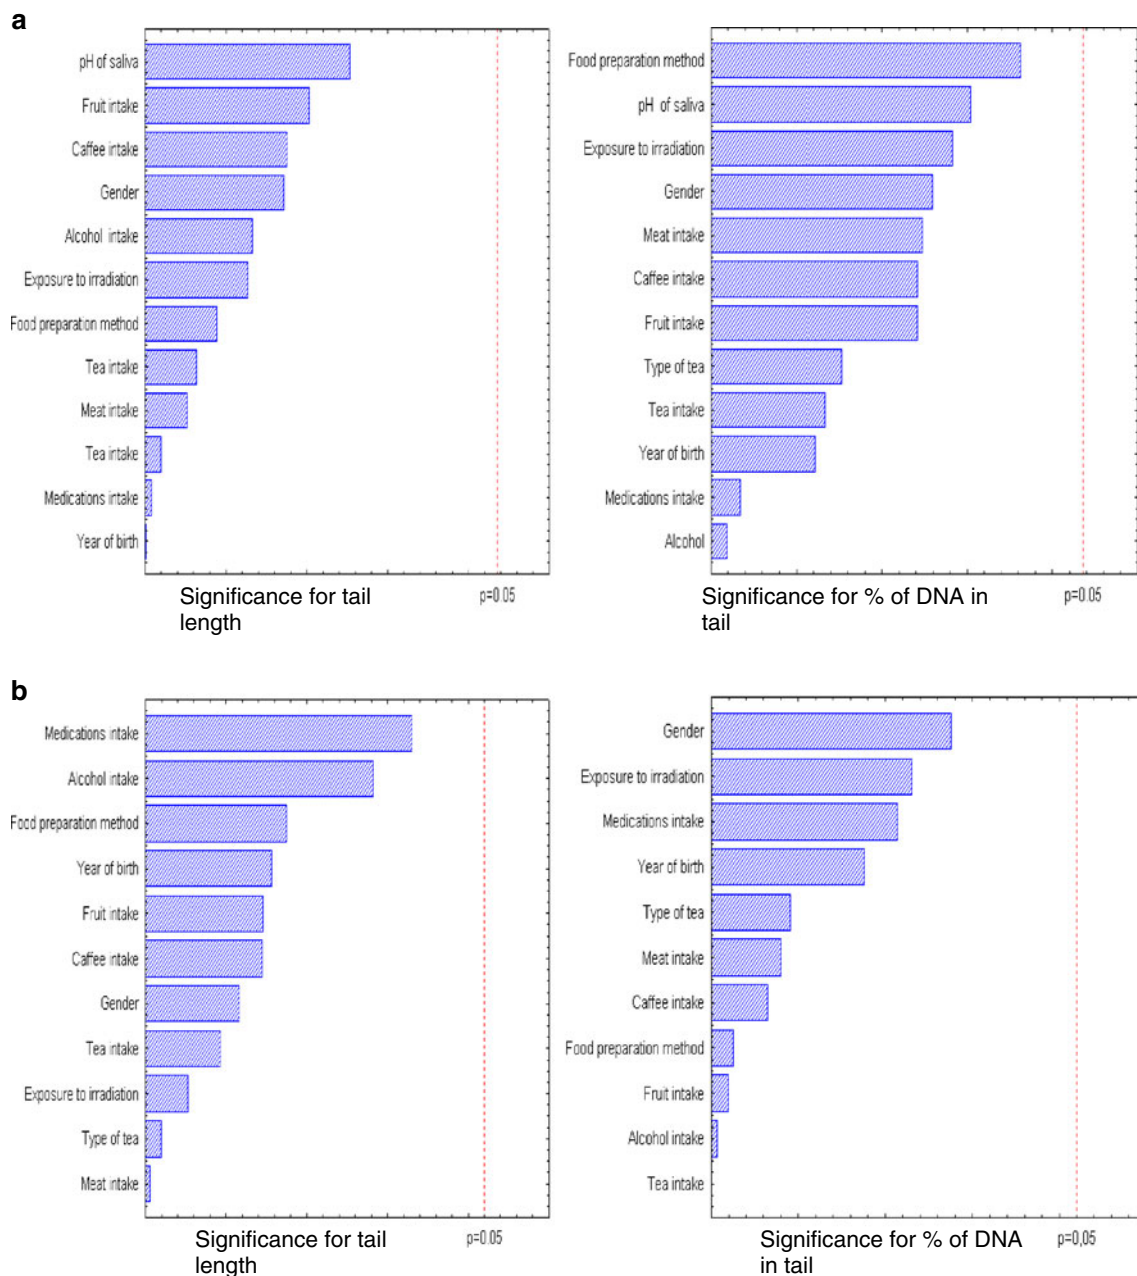 a
pH of saliva
Fruit intake
Caffee intake
Gender
Alcohol intake
Exposure to irradiation
Food preparation method
Tea intake
Meat intake
Tea intake
Medications intake
Year of birth
Significance for tail
length
p=0.05
Food preparation method
pH of saliva
Exposure to irradiation
Gender
Meat intake
Caffee intake
Fruit intake
Type of tea
Tea intake
Year of birth
Medications intake
Alcohol
Significance for % of DNA in
tail
p=0.05
b
Medications intake
Alcohol intake
Food preparation method
Year of birth
Fruit intake
Caffee intake
Gender
Tea intake
Exposure to irradiation
Type of tea
Meat intake
Significance for tail
length
p=0.05
Gender
Exposure to irradiation
Medications intake
Year of birth
Type of tea
Meat intake
Caffee intake
Food preparation method
Fruit intake
Alcohol intake
Tea intake
Significance for % of DNA
in tail
p=0,05